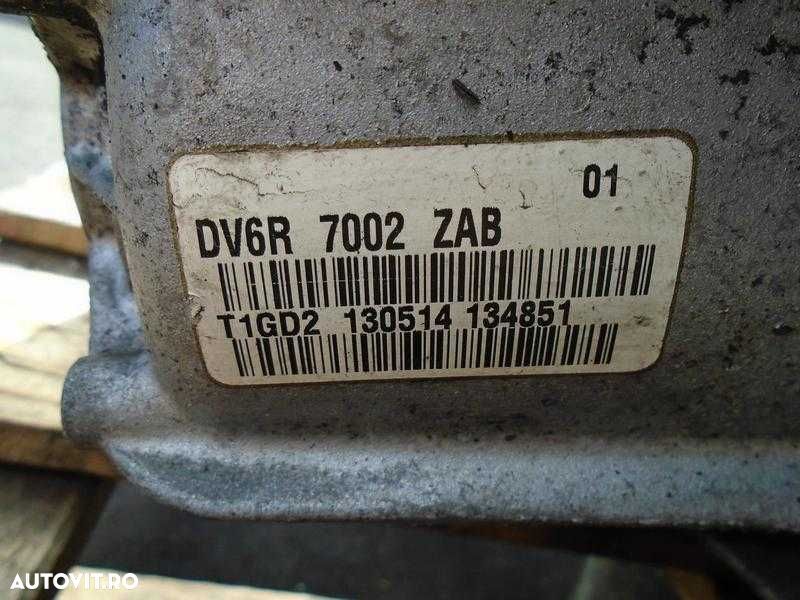 01
DV6R 7002 ZAB
T1GD2 130514 134851
AUTOVIT.RO